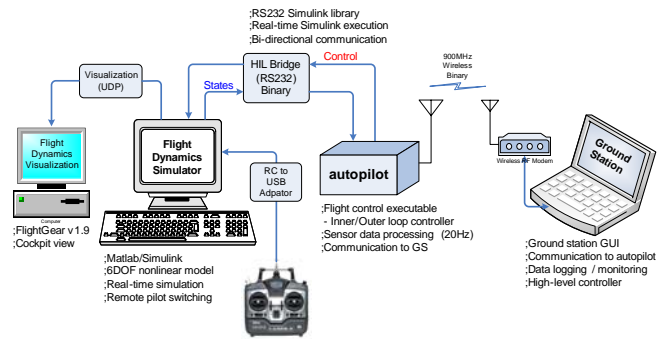 ;RS232 Simulink library
;Real-time Simulink execution
;Bi-directional communication
Visualization
(UDP)
States
HIL Bridge
(RS232)
Binary
Control
900MHz
Wireless
Binary
Flight
Dynamics
Visualization
Computer
;FlightGear v1.9
;Cockpit view
Flight
Dynamics
Simulator
;Matlab/Simulink
;6DOF nonlinear model
;Real-time simulation
;Remote pilot switching
RC to
USB
Adpator
autopilot
;Flight control executable
- Inner/Outer loop controller
;Sensor data processing (20Hz)
;Communication to GS
Wireless RF Modem
Ground
Station
;Ground station GUI
;Communication to autopilot
;Data logging / monitoring
;High-level controller